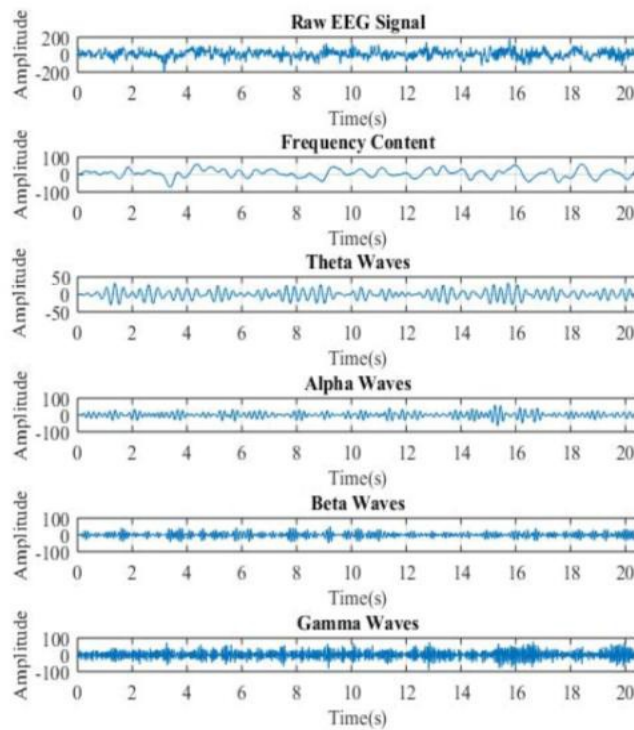 Raw EEG Signal
Amplitude
200
0
-200
0 2 4 6 8 10 12 14 16 18 20
Time(s)
Frequency Content
Amplitude
100
0
-100
0 2 4 6 8 10 12 14 16 18 20
Time(s)
Theta Waves
Amplitude
50
0
-50
0 2 4 6 8 10 12 14 16 18 20
Time(s)
Alpha Waves
Amplitude
100
0
-100
0 2 4 6 8 10 12 14 16 18 20
Time(s)
Beta Waves
Amplitude
100
0
-100
0 2 4 6 8 10 12 14 16 18 20
Time(s)
Gamma Waves
Amplitude
100
0
-100
0 2 4 6 8 10 12 14 16 18 20
Time(s)